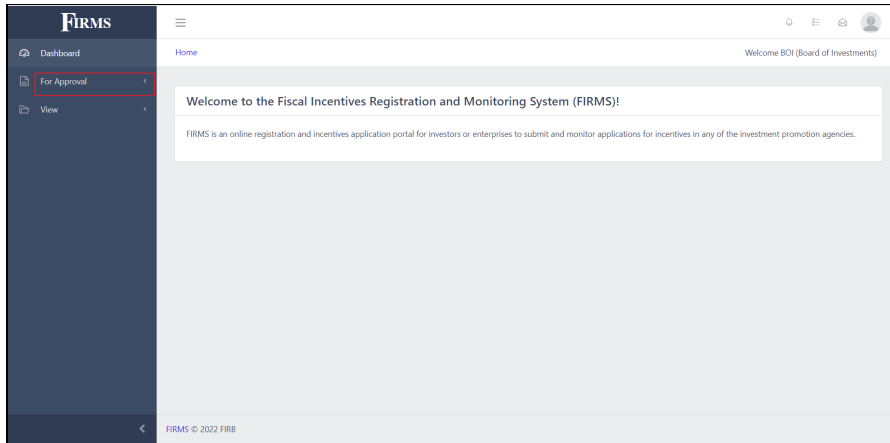 FIRMS
Dashboard
For Approval
View
Home
Welcome BOI (Board of Investments)
Welcome to the Fiscal Incentives Registration and Monitoring System (FIRMS)!
FIRMS is an online registration and incentives application portal for investors or enterprises to submit and monitor applications for incentives in any of the investment promotion agencies.
FIRMS © 2022 FIRB